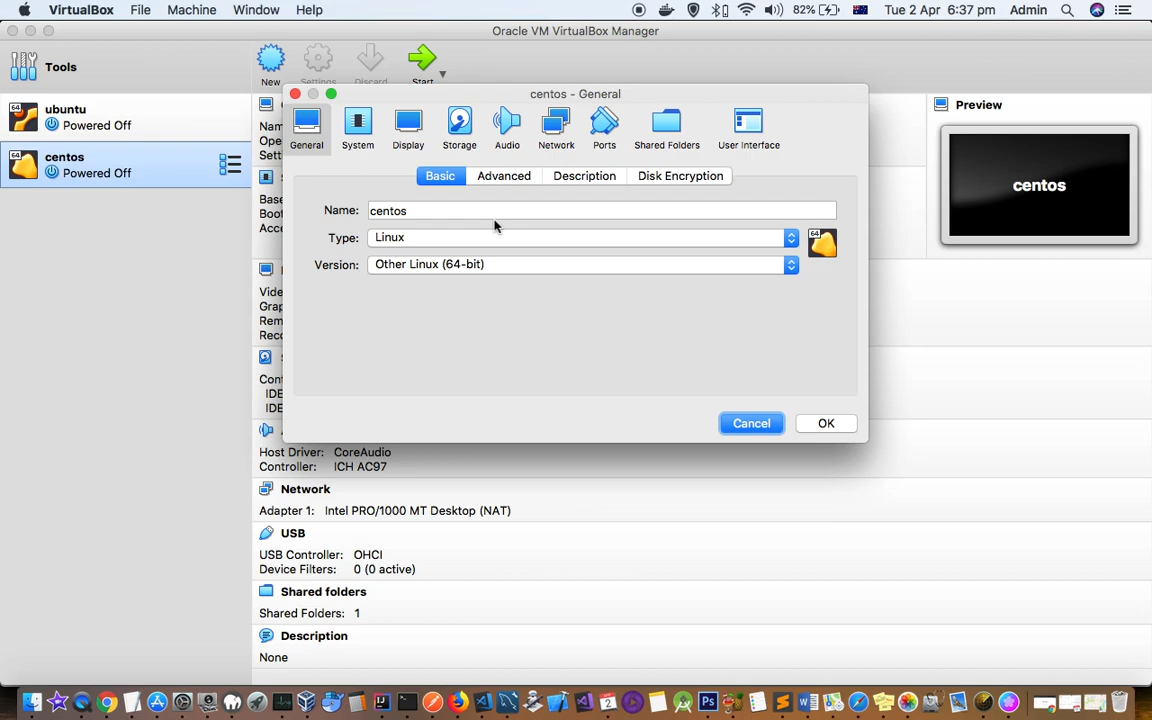 VirtualBox File Machine Window Help 82% Tue 2 Apr 6:37 pm Admin
Oracle VM VirtualBox Manager
Tools
New Settings Discard Start
64 ubuntu
Powered Off
64 centos
Powered Off
centos - General
General System Display Storage Audio Network Ports Shared Folders User Interface
Basic Advanced Description Disk Encryption
Name: centos
Type: Linux
64
Version: Other Linux (64-bit)
Cancel OK
Preview
centos
Host Driver: CoreAudio
Controller: ICH AC97
Network
Adapter 1: Intel PRO/1000 MT Desktop (NAT)
USB
USB Controller: OHCI
Device Filters: 0 (0 active)
Shared folders
Shared Folders: 1
Description
None